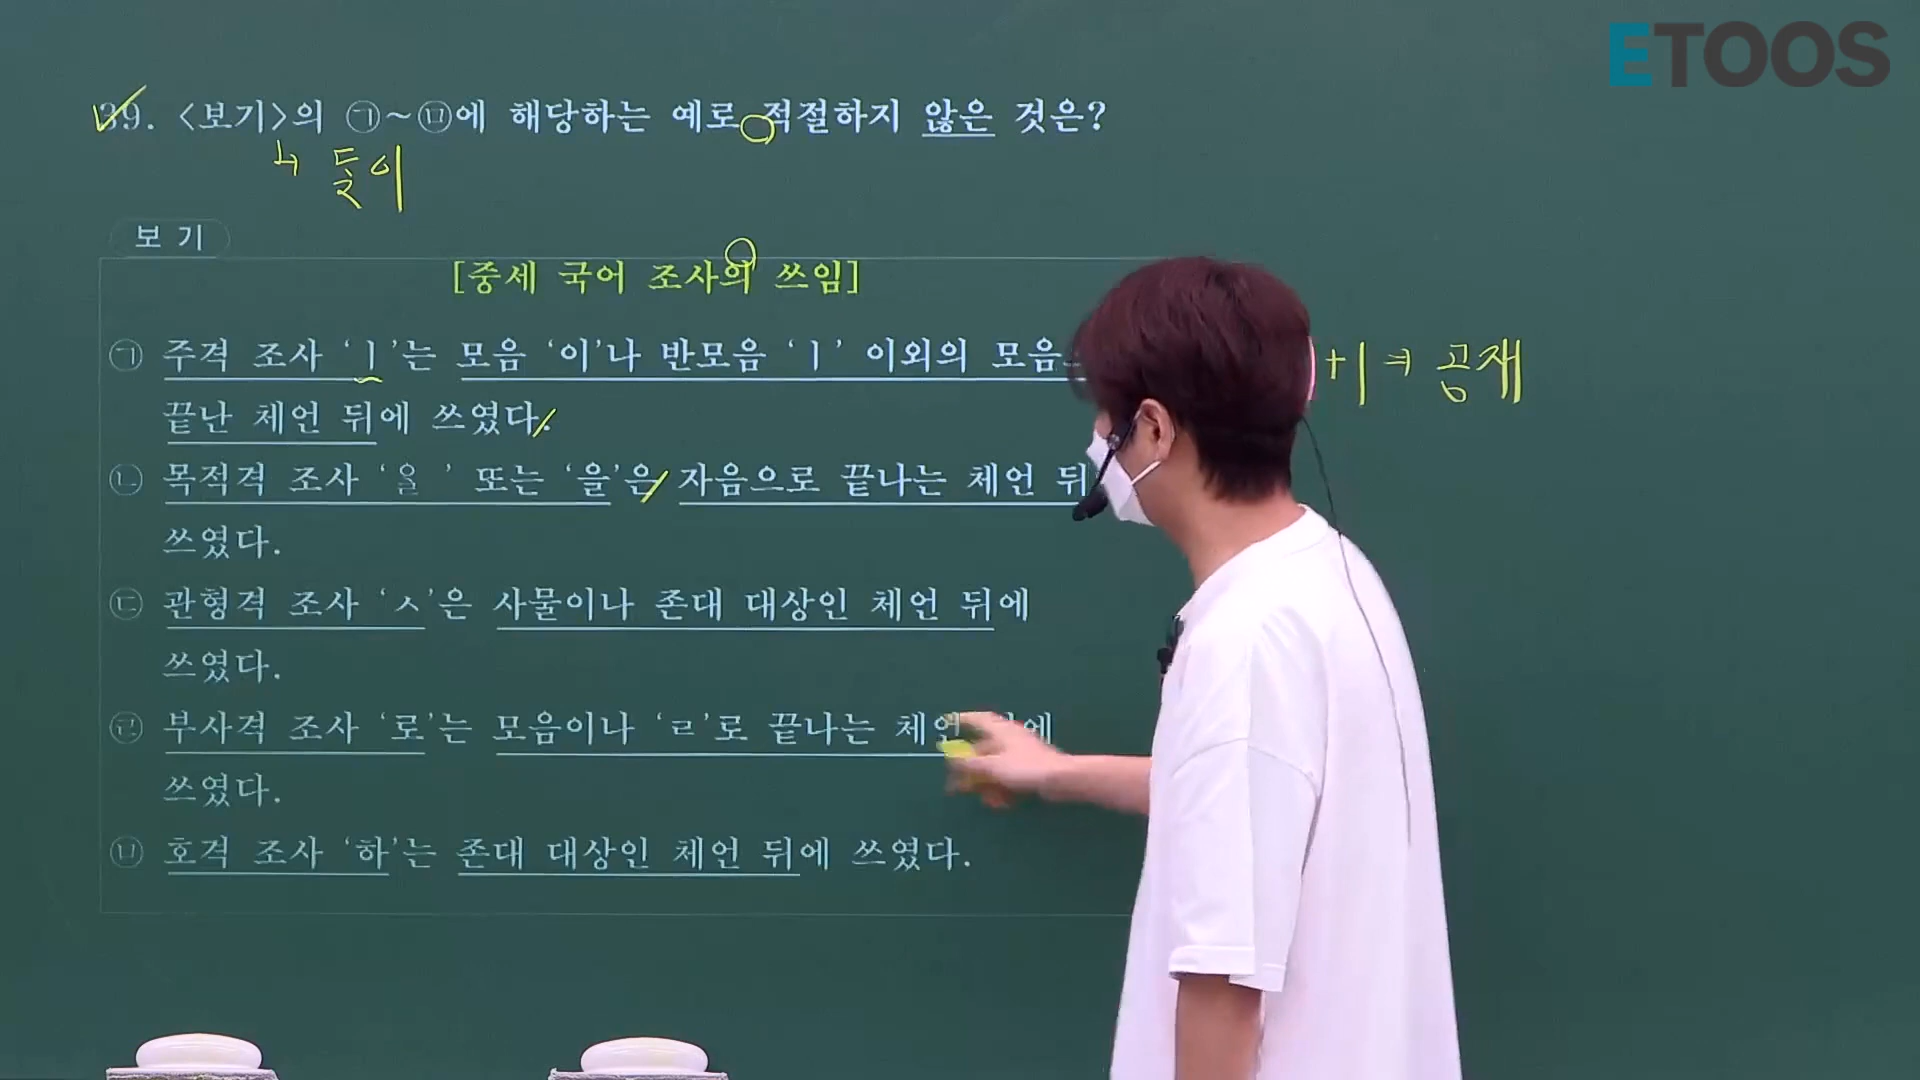 ETOOS
39. <보기>의 ㉠~㉤에 해당하는 예로 적절하지 않은 것은?
↳ 돚이
보 기
[중세 국어 조사의 쓰임]
㉠ 주격 조사 ‘ㅣ’는 모음 ‘이’나 반모음 ‘ㅣ’ 이외의 모음
+ㅣ ⇒ 공재
끝난 체언 뒤에 쓰였다.
㉡ 목적격 조사 ‘ᄋᆞᆯ’ 또는 ‘을’은 자음으로 끝나는 체언 뒤
쓰였다.
㉢ 관형격 조사 ‘ㅅ’은 사물이나 존대 대상인 체언 뒤에
쓰였다.
㉣ 부사격 조사 ‘로’는 모음이나 ‘ㄹ’로 끝나는 체언 에
쓰였다.
㉤ 호격 조사 ‘하’는 존대 대상인 체언 뒤에 쓰였다.